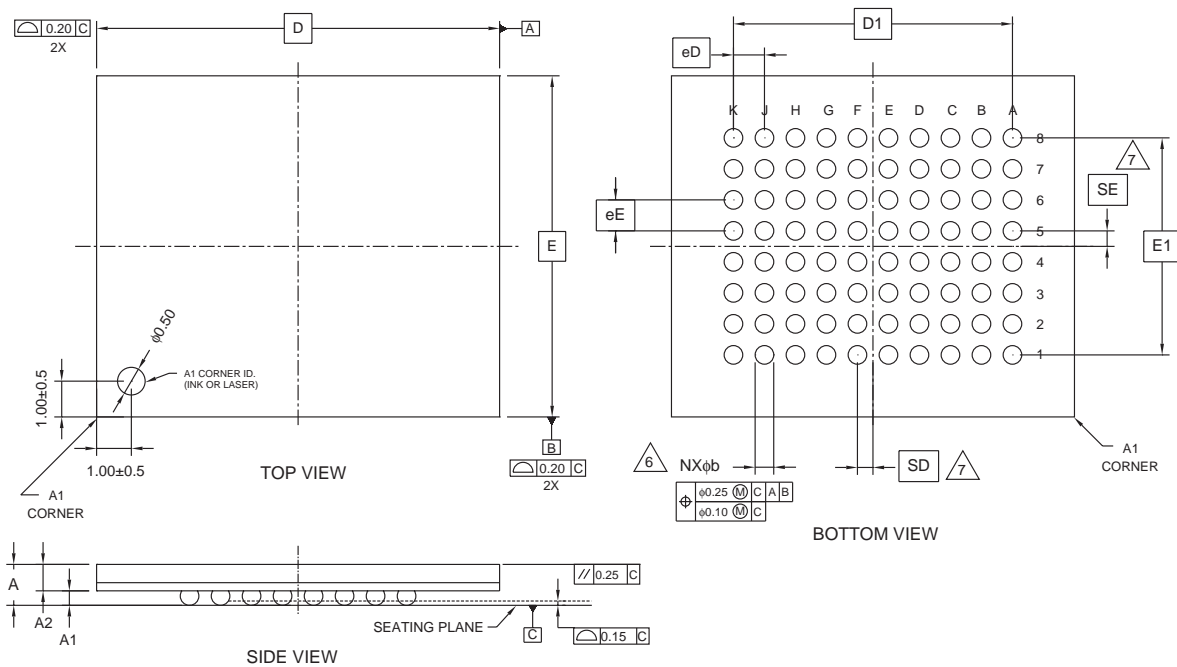 ⌓ 0.20 C
2X
D
A
E
ϕ0.50
A1 CORNER ID.
(INK OR LASER)
1.00±0.5
1.00±0.5
A1
CORNER
TOP VIEW
B
⌓ 0.20 C
2X
D1
eD
K J H G F E D C B A
8
7
6
5
4
3
2
1
7
SE
eE
E1
6
NXϕb
SD
7
⌖ ϕ0.25 Ⓜ C A B
ϕ0.10 Ⓜ C
A1
CORNER
BOTTOM VIEW
A
A2
A1
// 0.25 C
SEATING PLANE
C
⌓ 0.15 C
SIDE VIEW